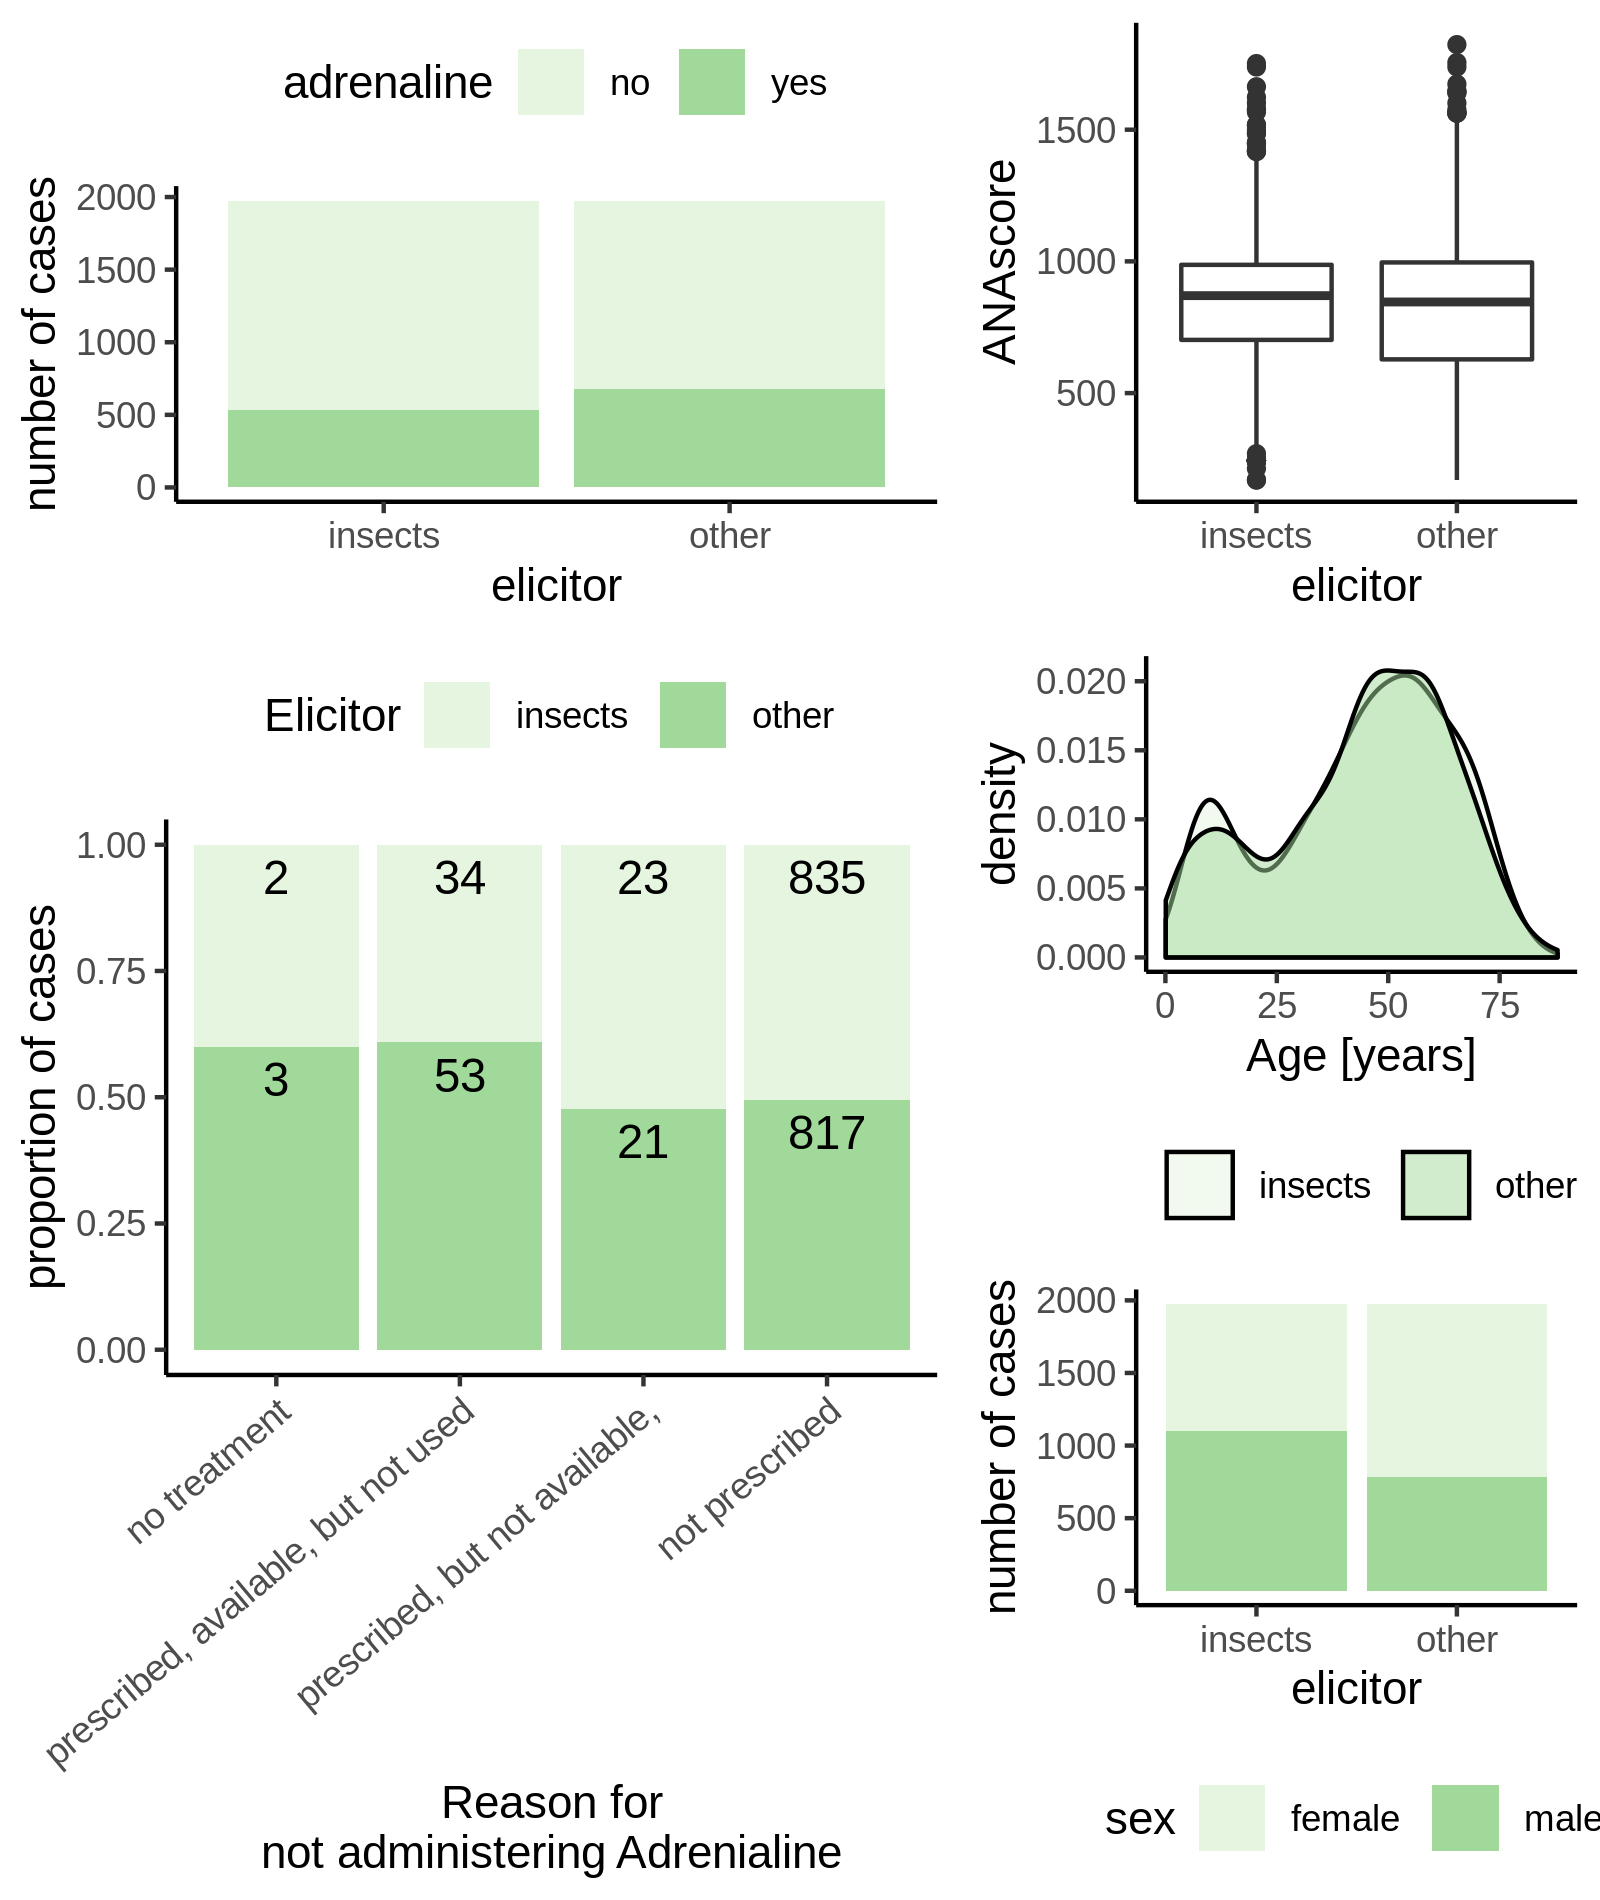 adrenaline no yes
number of cases
2000
1500
1000
500
0
insects other
elicitor
ANAscore
1500
1000
500
insects other
elicitor
Elicitor insects other
proportion of cases
1.00
0.75
0.50
0.25
0.00
2 34 23 835
3 53 21 817
no treatment
prescribed, available, but not used
prescribed, but not available,
not prescribed
Reason for
not administering Adrenialine
density
0.020
0.015
0.010
0.005
0.000
0 25 50 75
Age [years]
insects other
number of cases
2000
1500
1000
500
0
insects other
elicitor
sex female male